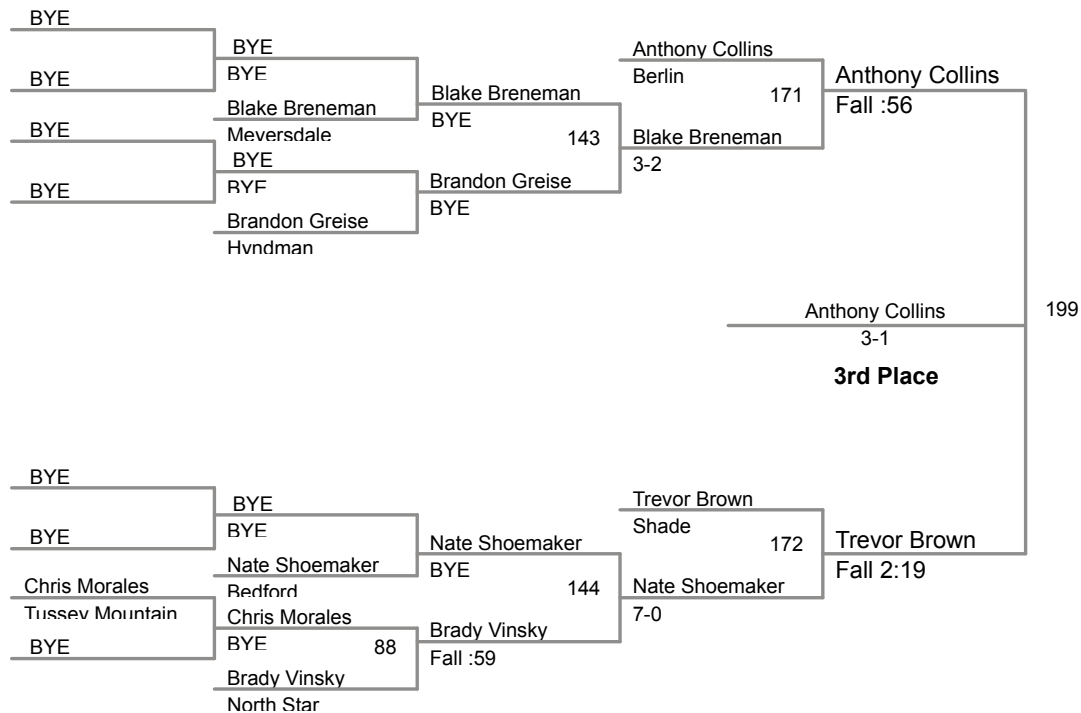 BYE
BYE
BYE
BYE
BYE
BYE
Blake Breneman
Meyersdale
BYE
BYE
Brandon Greise
Hyndman
Blake Breneman
BYE
143
Brandon Greise
BYE
Anthony Collins
Berlin
171
Blake Breneman
3-2
Anthony Collins
Fall :56
Anthony Collins
3-1
3rd Place
199
BYE
BYE
Chris Morales
Tussey Mountain
BYE
BYE
BYE
Nate Shoemaker
Bedford
Chris Morales
BYE
88
Brady Vinsky
North Star
Nate Shoemaker
BYE
144
Brady Vinsky
Fall :59
Trevor Brown
Shade
172
Nate Shoemaker
7-0
Trevor Brown
Fall 2:19